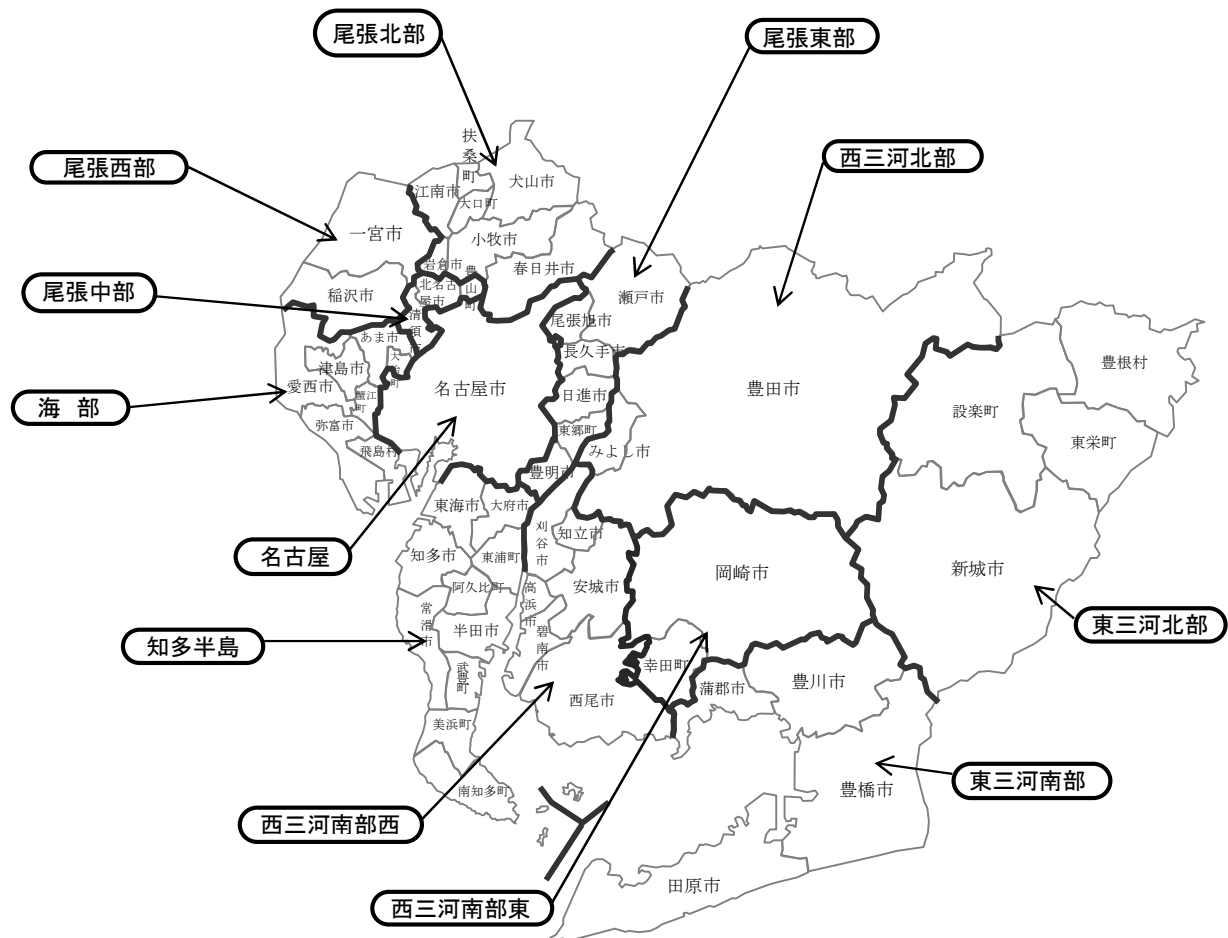 尾張北部
尾張東部
尾張西部
西三河北部
尾張中部
海 部
名古屋
知多半島
東三河北部
東三河南部
西三河南部西
西三河南部東
扶桑町
犬山市
江南市
大口町
一宮市
小牧市
岩倉市
豊山町
春日井市
北名古屋市
稲沢市
清須市
瀬戸市
尾張旭市
あま市
大治町
長久手市
津島市
愛西市
蟹江町
名古屋市
日進市
豊田市
弥富市
東郷町
みよし市
飛島村
豊明市
豊根村
設楽町
東栄町
東海市
大府市
刈谷市
知立市
知多市
東浦町
岡崎市
新城市
阿久比町
高浜市
安城市
常滑市
半田市
碧南市
武豊町
幸田町
蒲郡市
豊川市
西尾市
美浜町
南知多町
豊橋市
田原市